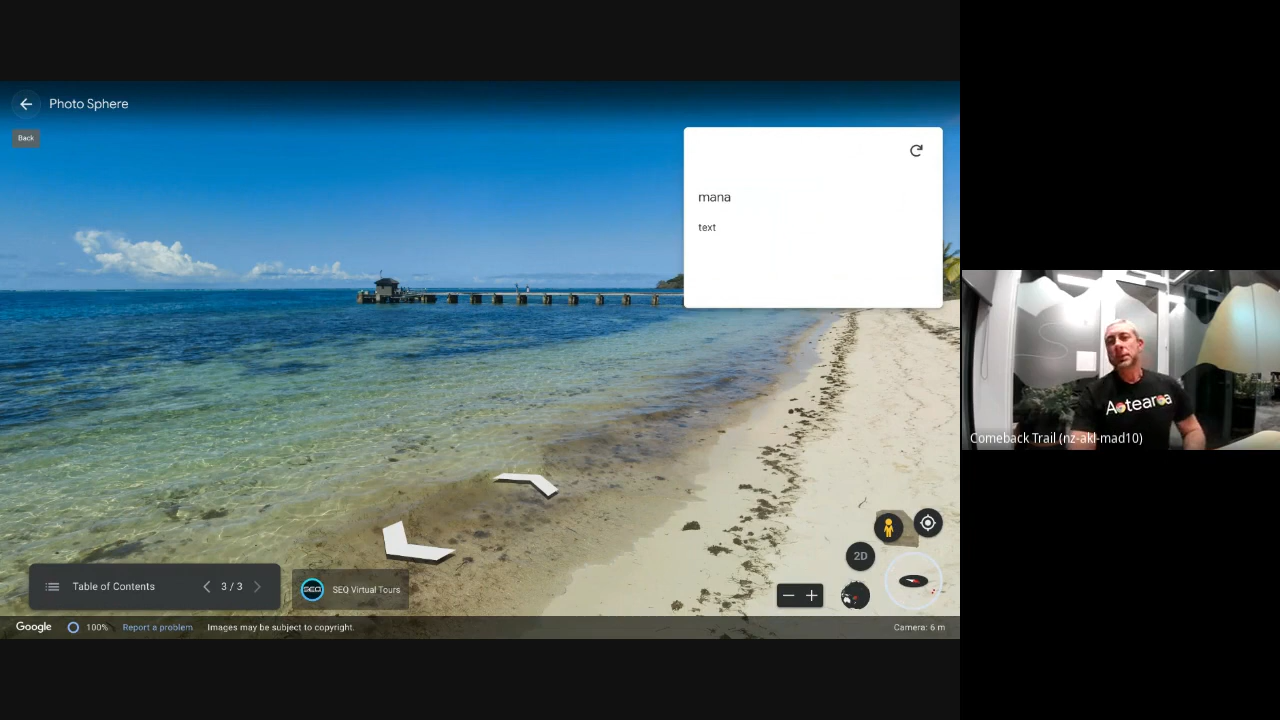 Photo Sphere
Back
mana
text
Aotearoa
Comeback Trail (nz-akl-mad10)
2D
Table of Contents
3 / 3
SEQ
SEQ Virtual Tours
Google
100%
Report a problem
Images may be subject to copyright.
Camera: 6 m